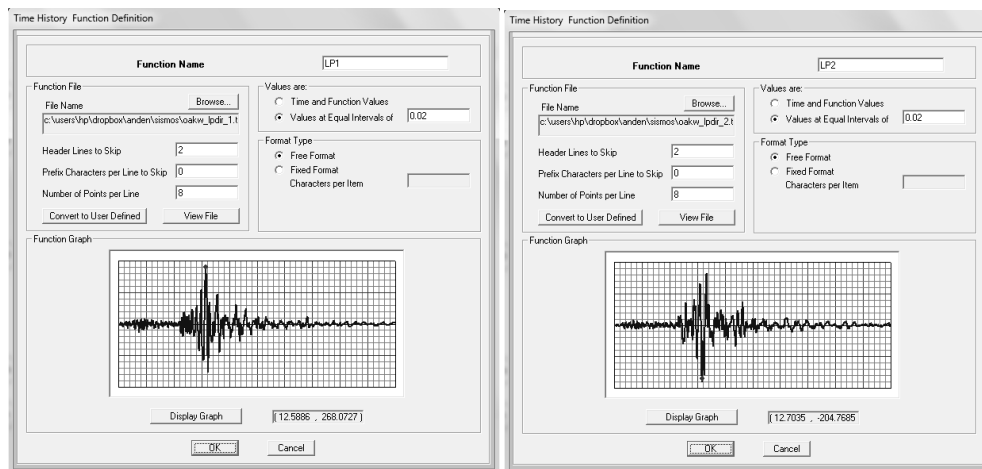 Time History Function Definition
Function Name
LP1
Function File
File Name
Browse...
c:\users\hp\dropbox\anden\sismos\oakw_lpdir_1.t
Header Lines to Skip
2
Prefix Characters per Line to Skip
0
Number of Points per Line
8
Convert to User Defined
View File
Values are:
Time and Function Values
Values at Equal Intervals of
0.02
Format Type
Free Format
Fixed Format
Characters per Item
Function Graph
Display Graph
( 12.5886 , 268.0727 )
OK
Cancel
Time History Function Definition
Function Name
LP2
Function File
File Name
Browse...
c:\users\hp\dropbox\anden\sismos\oakw_lpdir_2.t
Header Lines to Skip
2
Prefix Characters per Line to Skip
0
Number of Points per Line
8
Convert to User Defined
View File
Values are:
Time and Function Values
Values at Equal Intervals of
0.02
Format Type
Free Format
Fixed Format
Characters per Item
Function Graph
Display Graph
( 12.7035 , -204.7685 )
OK
Cancel